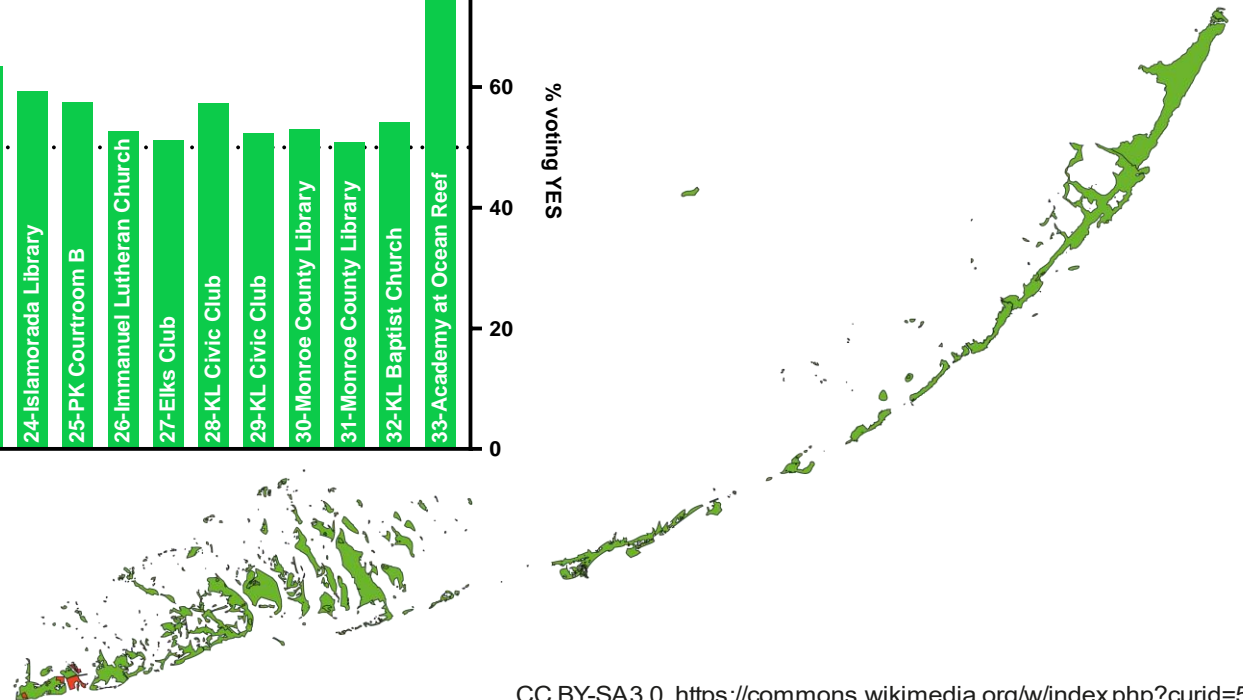 24-Islamorada Library
25-PK Courtroom B
26-Immanuel Lutheran Church
27-Elks Club
28-KL Civic Club
29-KL Civic Club
30-Monroe County Library
31-Monroe County Library
32-KL Baptist Church
33-Academy at Ocean Reef
60
40
20
0
% voting YES
CC BY-SA3.0, https://commons.wikimedia.org/w/index.php?curid=